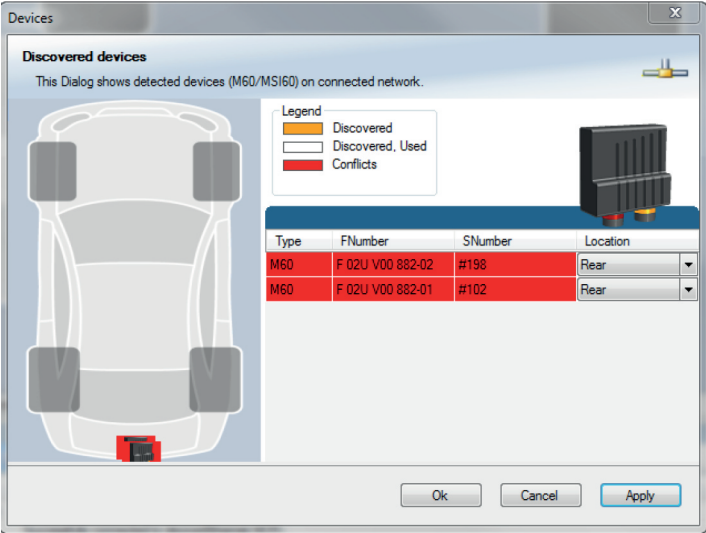 Devices
Discovered devices
This Dialog shows detected devices (M60/MSI60) on connected network.
Legend
Discovered
Discovered, Used
Conflicts
Type FNumber SNumber Location
M60 F 02U V00 882-02 #198 Rear
M60 F 02U V00 882-01 #102 Rear
Ok Cancel Apply